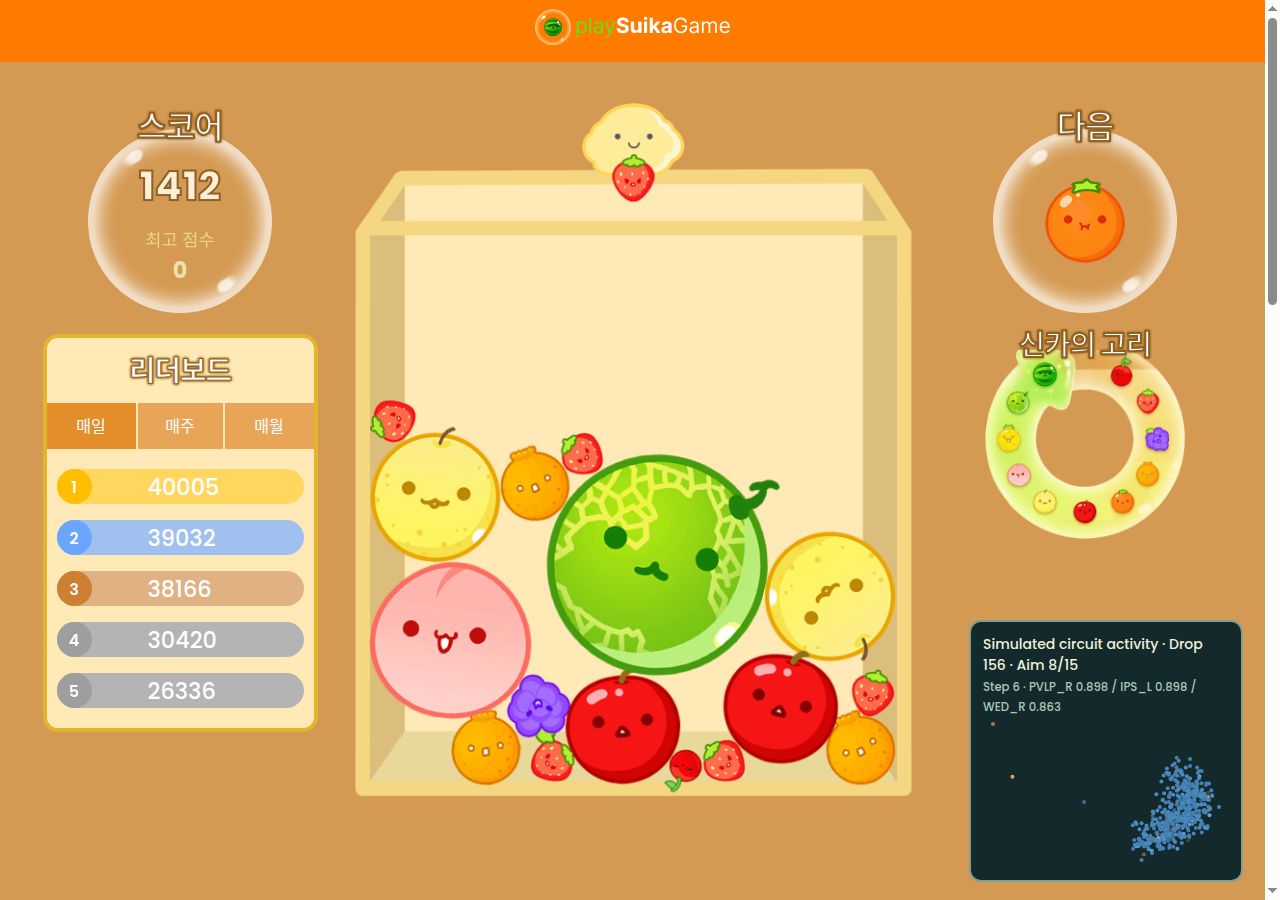 playSuikaGame
스코어
1412
최고 점수
0
리더보드
매일 매주 매월
1 40005
2 39032
3 38166
4 30420
5 26336
다음
신카의 고리
Simulated circuit activity · Drop
156 · Aim 8/15
Step 6 · PVLP_R 0.898 / IPS_L 0.898 /
WED_R 0.863